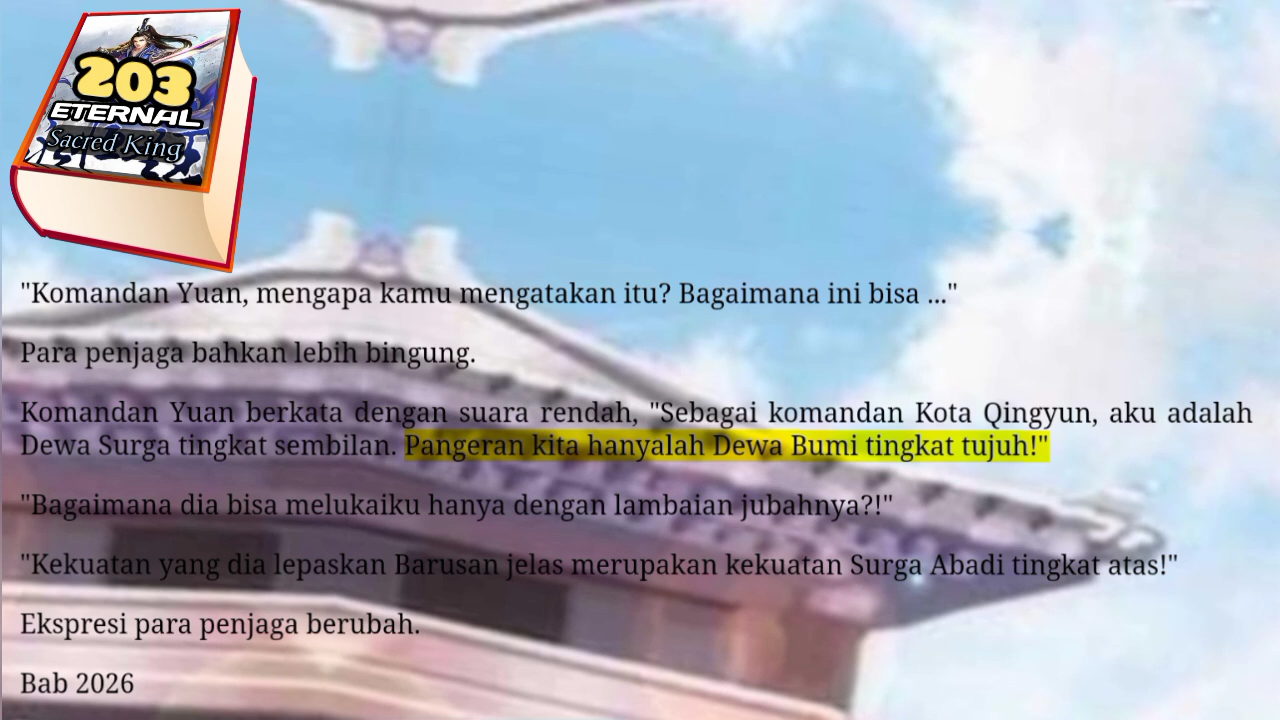 203
ETERNAL
Sacred King
"Komandan Yuan, mengapa kamu mengatakan itu? Bagaimana ini bisa ..."
Para penjaga bahkan lebih bingung.
Komandan Yuan berkata dengan suara rendah, "Sebagai komandan Kota Qingyun, aku adalah
Dewa Surga tingkat sembilan. Pangeran kita hanyalah Dewa Bumi tingkat tujuh!"
"Bagaimana dia bisa melukaiku hanya dengan lambaian jubahnya?!"
"Kekuatan yang dia lepaskan Barusan jelas merupakan kekuatan Surga Abadi tingkat atas!"
Ekspresi para penjaga berubah.
Bab 2026